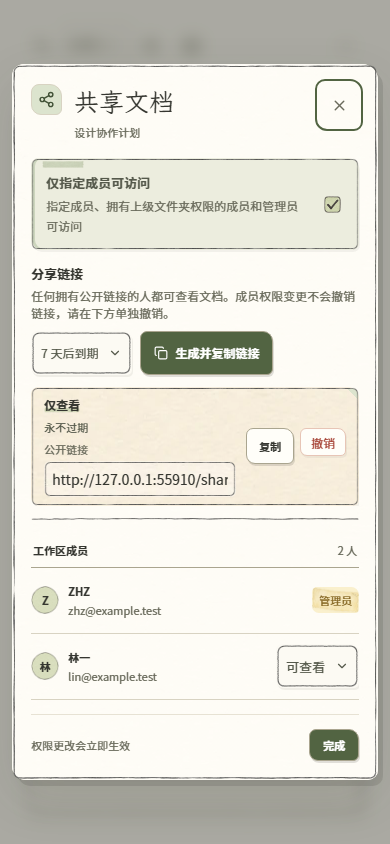 共享文档
设计协作计划
仅指定成员可访问
指定成员、拥有上级文件夹权限的成员和管理员
可访问
分享链接
任何拥有公开链接的人都可查看文档。成员权限变更不会撤销
链接，请在下方单独撤销。
7 天后到期
生成并复制链接
仅查看
永不过期
公开链接
http://127.0.0.1:55910/shar
复制
撤销
工作区成员
2 人
Z
ZHZ
zhz@example.test
管理员
林
林一
lin@example.test
可查看
权限更改会立即生效
完成